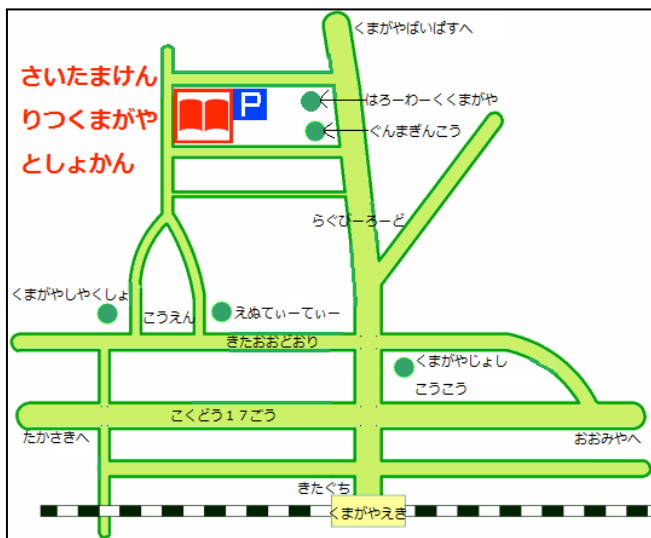 くまがやばいぱすへ
さいたまけん
りつくまがや
としょかん
P
はろーわーくくまがや
ぐんまぎんこう
らぐびーろーど
くまがやしやくしょ
こうえん
えぬてぃーてぃー
きたおおどおり
くまがやじょし
こうこう
こくどう１７ごう
たかさきへ
おおみやへ
きたぐち
くまがやえき